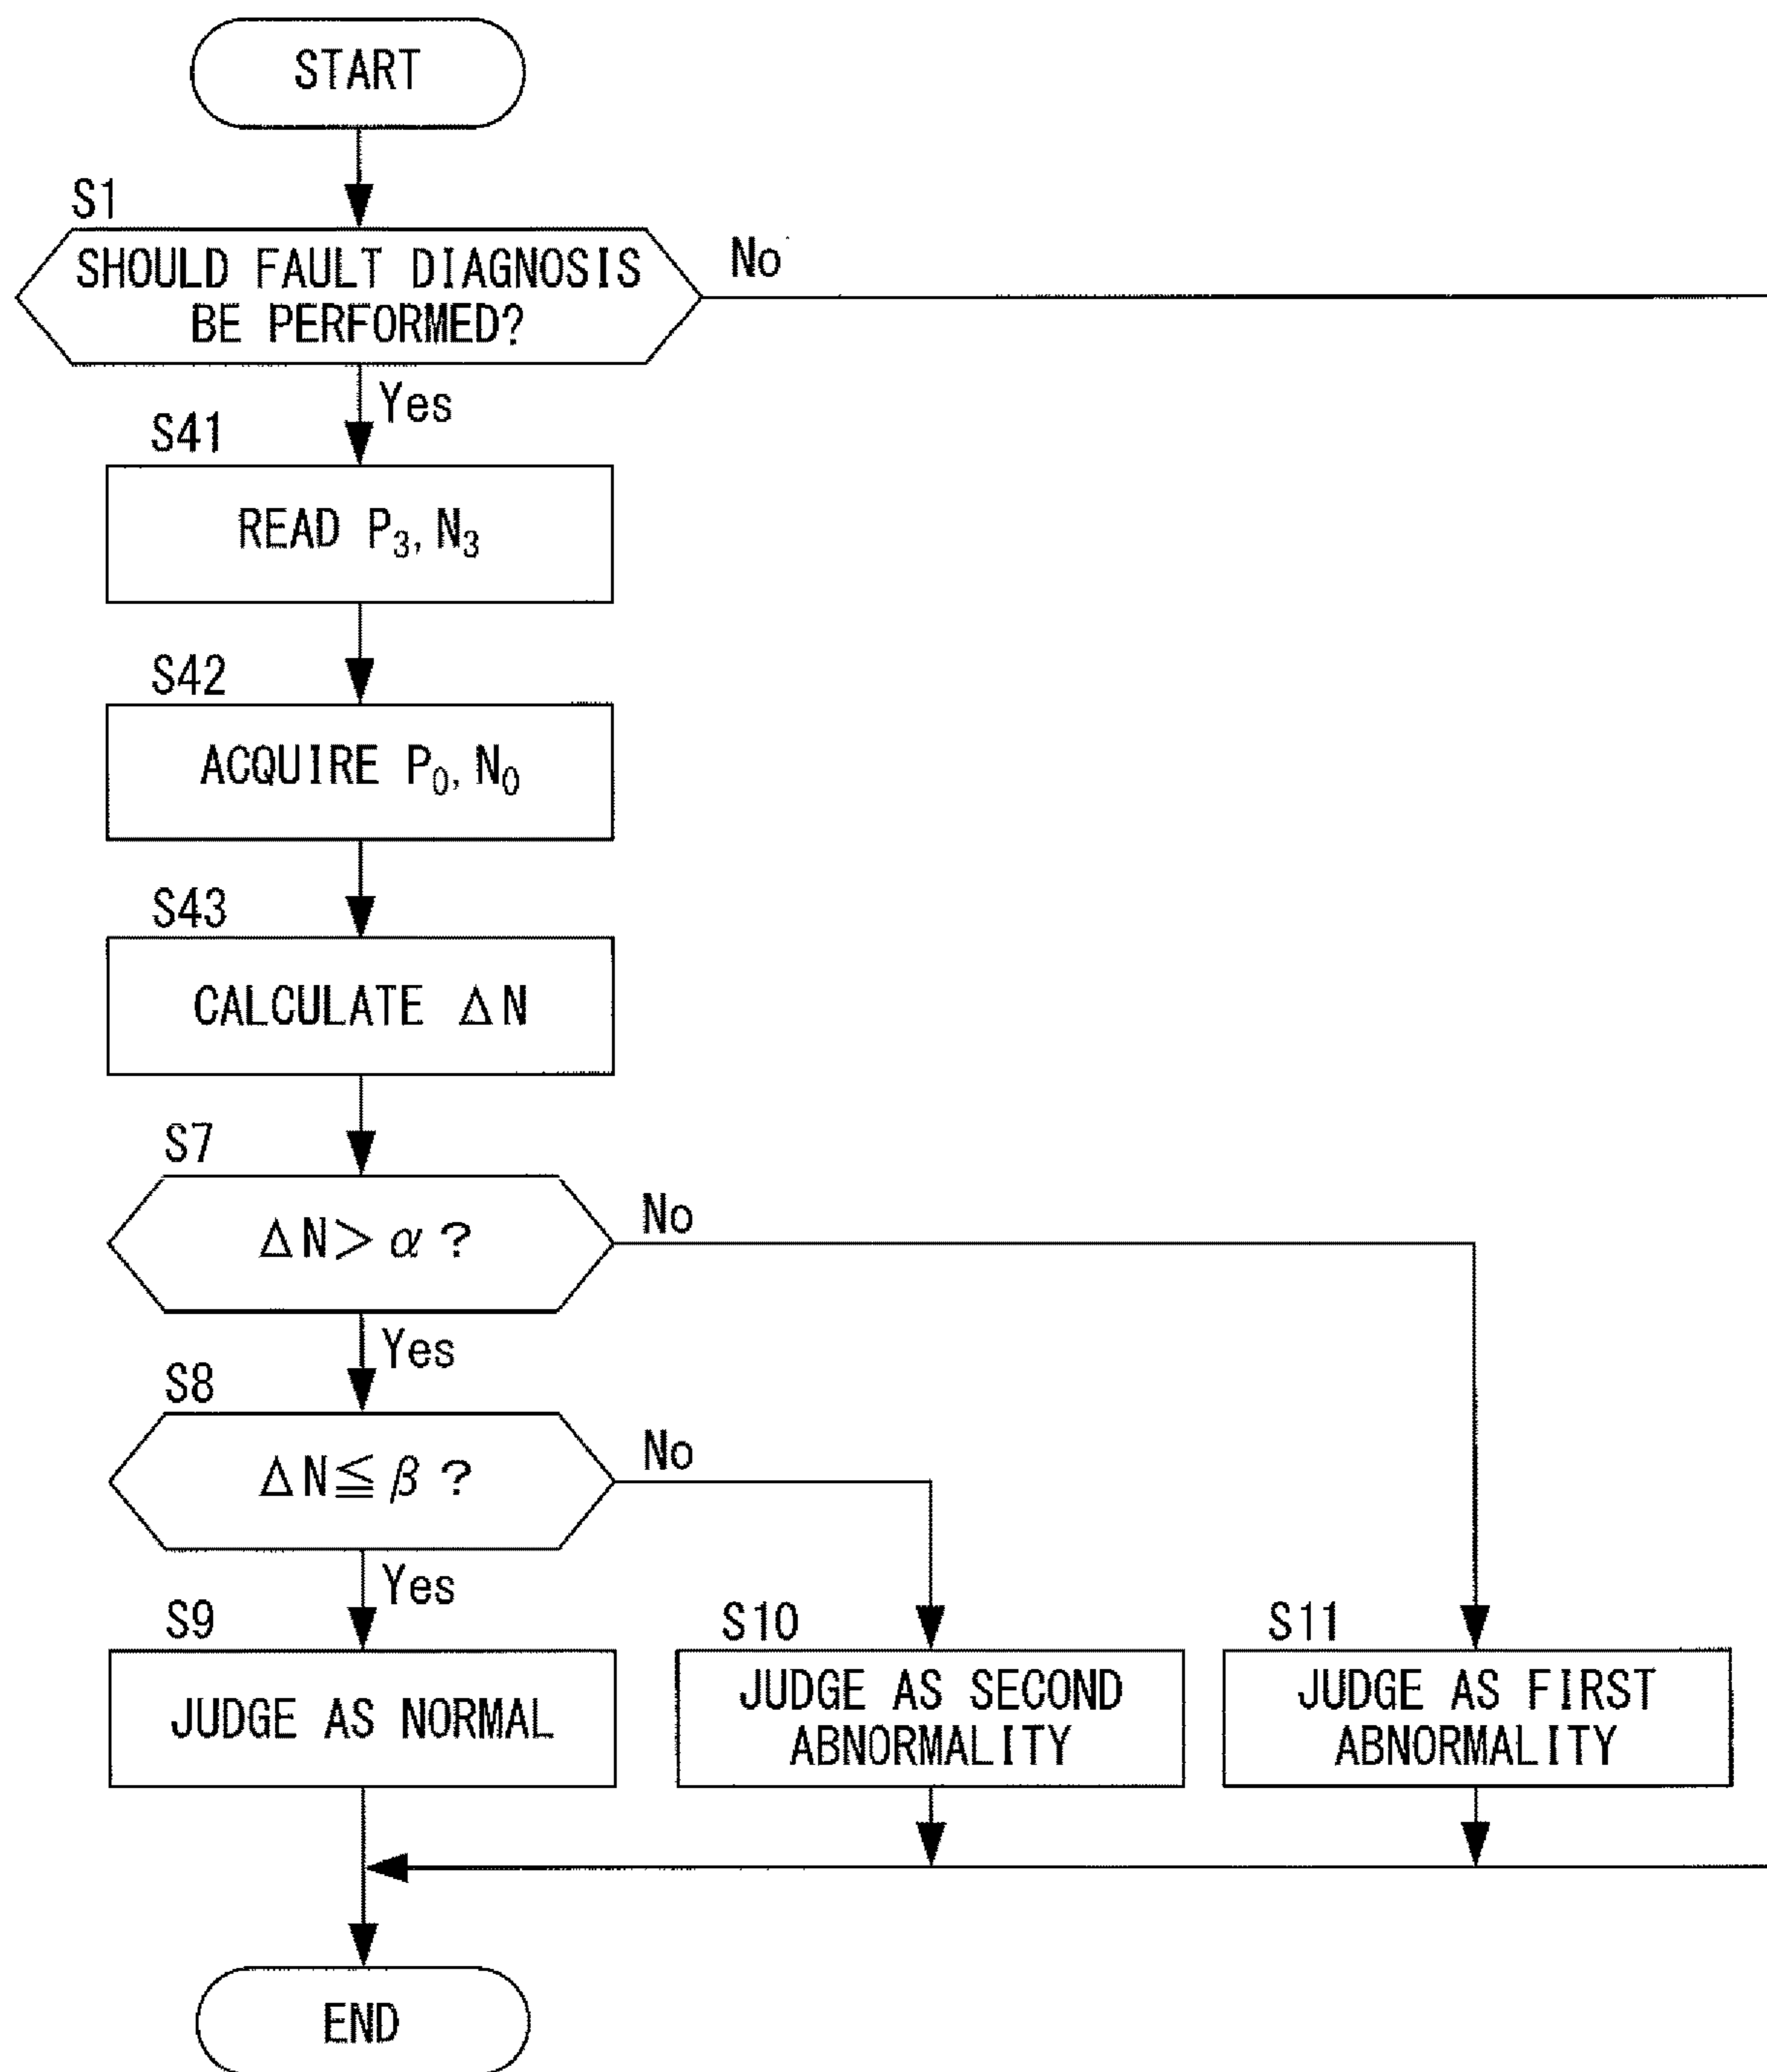 START
S1
SHOULD FAULT DIAGNOSIS
BE PERFORMED?
No
Yes
S41
READ P₃, N₃
S42
ACQUIRE P₀, N₀
S43
CALCULATE ΔN
S7
ΔN > α ?
No
Yes
S8
ΔN ≦ β ?
No
Yes
S9
JUDGE AS NORMAL
S10
JUDGE AS SECOND
ABNORMALITY
S11
JUDGE AS FIRST
ABNORMALITY
END